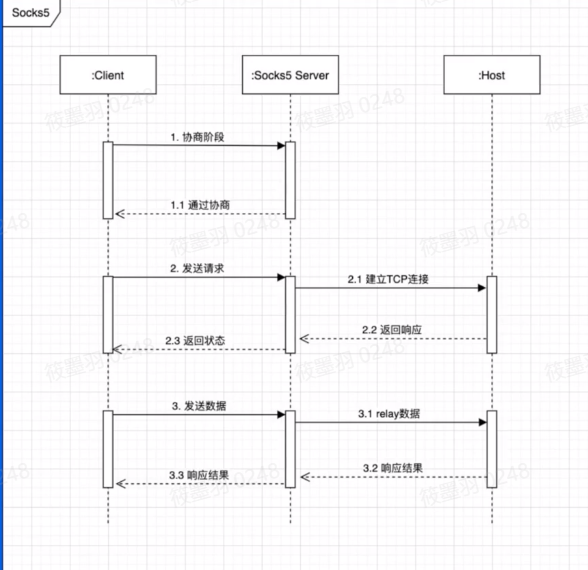 Socks5
:Client
:Socks5 Server
:Host
1. 协商阶段
1.1 通过协商
2. 发送请求
2.1 建立TCP连接
2.2 返回响应
2.3 返回状态
3. 发送数据
3.1 relay数据
3.2 响应结果
3.3 响应结果
筱墨羽 0248